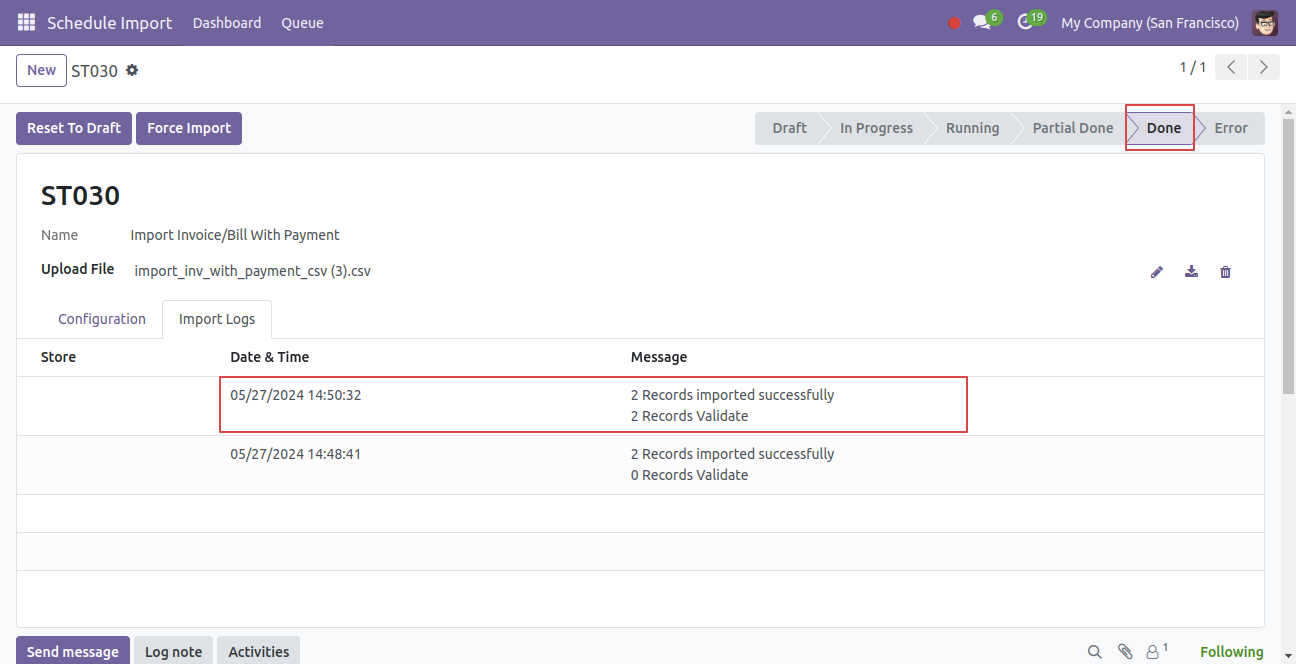 Schedule Import Dashboard Queue 6 19 My Company (San Francisco)
New ST030 1 / 1
Reset To Draft Force Import Draft In Progress Running Partial Done Done Error
ST030
Name Import Invoice/Bill With Payment
Upload File import_inv_with_payment_csv (3).csv
Configuration Import Logs
Store Date & Time Message
05/27/2024 14:50:32 2 Records imported successfully
2 Records Validate
05/27/2024 14:48:41 2 Records imported successfully
0 Records Validate
Send message Log note Activities 1 Following